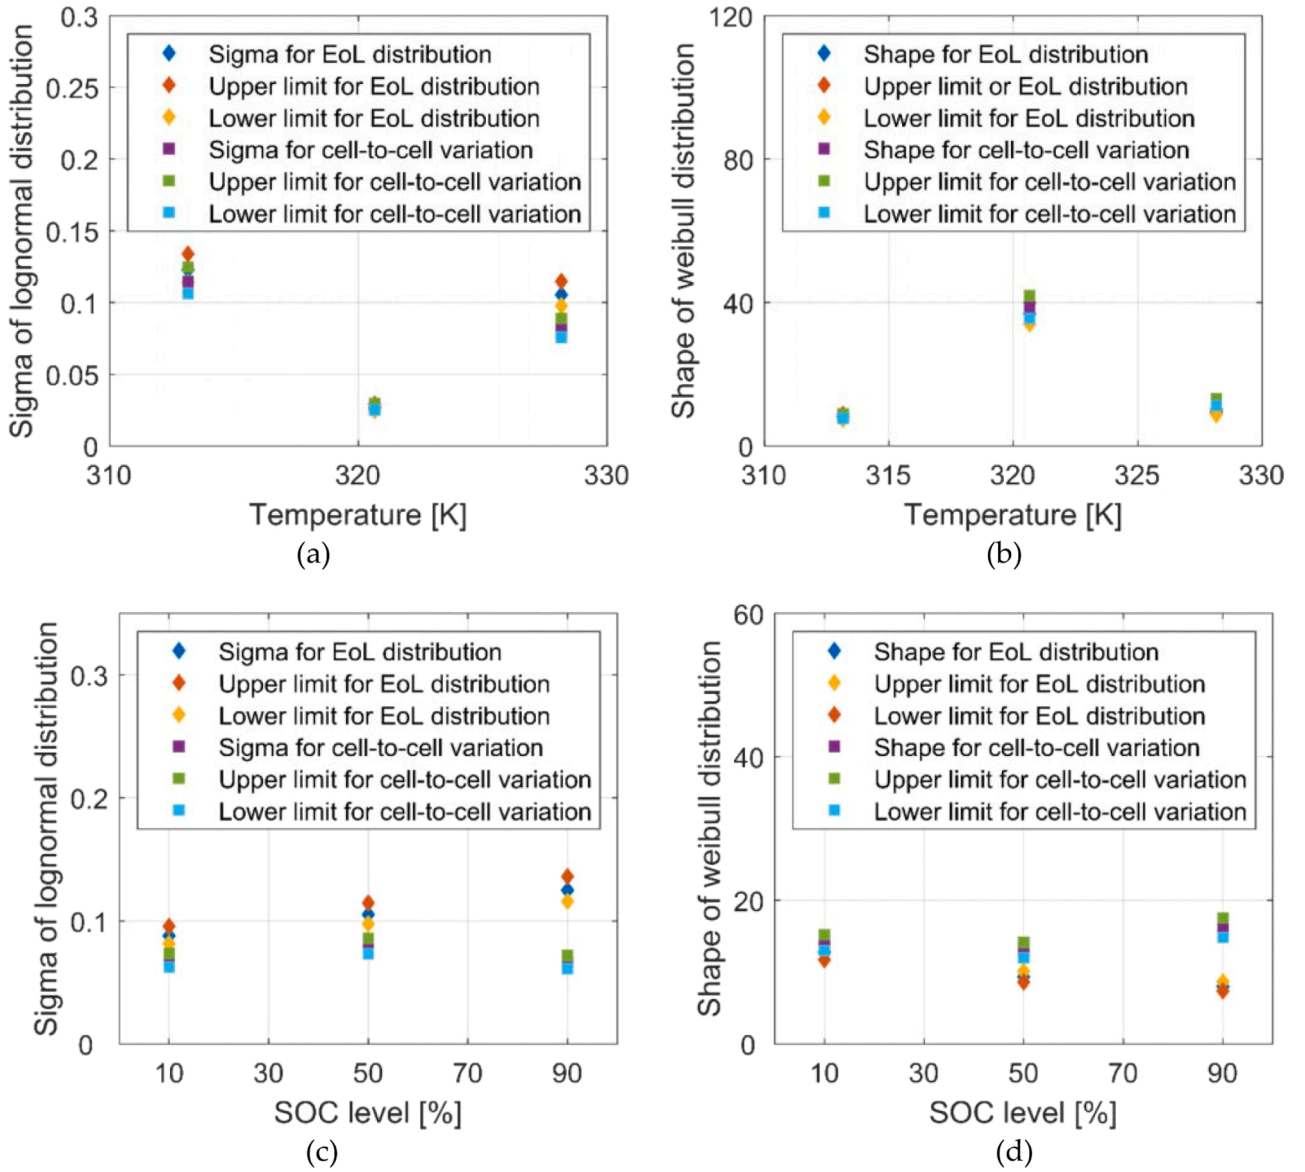 0.3
0.25
0.2
0.15
0.1
0.05
0
Sigma of lognormal distribution
Sigma for EoL distribution
Upper limit for EoL distribution
Lower limit for EoL distribution
Sigma for cell-to-cell variation
Upper limit for cell-to-cell variation
Lower limit for cell-to-cell variation
310 320 330
Temperature [K]
(a)
120
80
40
0
Shape of weibull distribution
Shape for EoL distribution
Upper limit or EoL distribution
Lower limit for EoL distribution
Shape for cell-to-cell variation
Upper limit for cell-to-cell variation
Lower limit for cell-to-cell variation
310 315 320 325 330
Temperature [K]
(b)
0.3
0.2
0.1
0
Sigma of lognormal distribution
Sigma for EoL distribution
Upper limit for EoL distribution
Lower limit for EoL distribution
Sigma for cell-to-cell variation
Upper limit for cell-to-cell variation
Lower limit for cell-to-cell variation
10 30 50 70 90
SOC level [%]
(c)
60
40
20
0
Shape of weibull distribution
Shape for EoL distribution
Upper limit for EoL distribution
Lower limit for EoL distribution
Shape for cell-to-cell variation
Upper limit for cell-to-cell variation
Lower limit for cell-to-cell variation
10 30 50 70 90
SOC level [%]
(d)